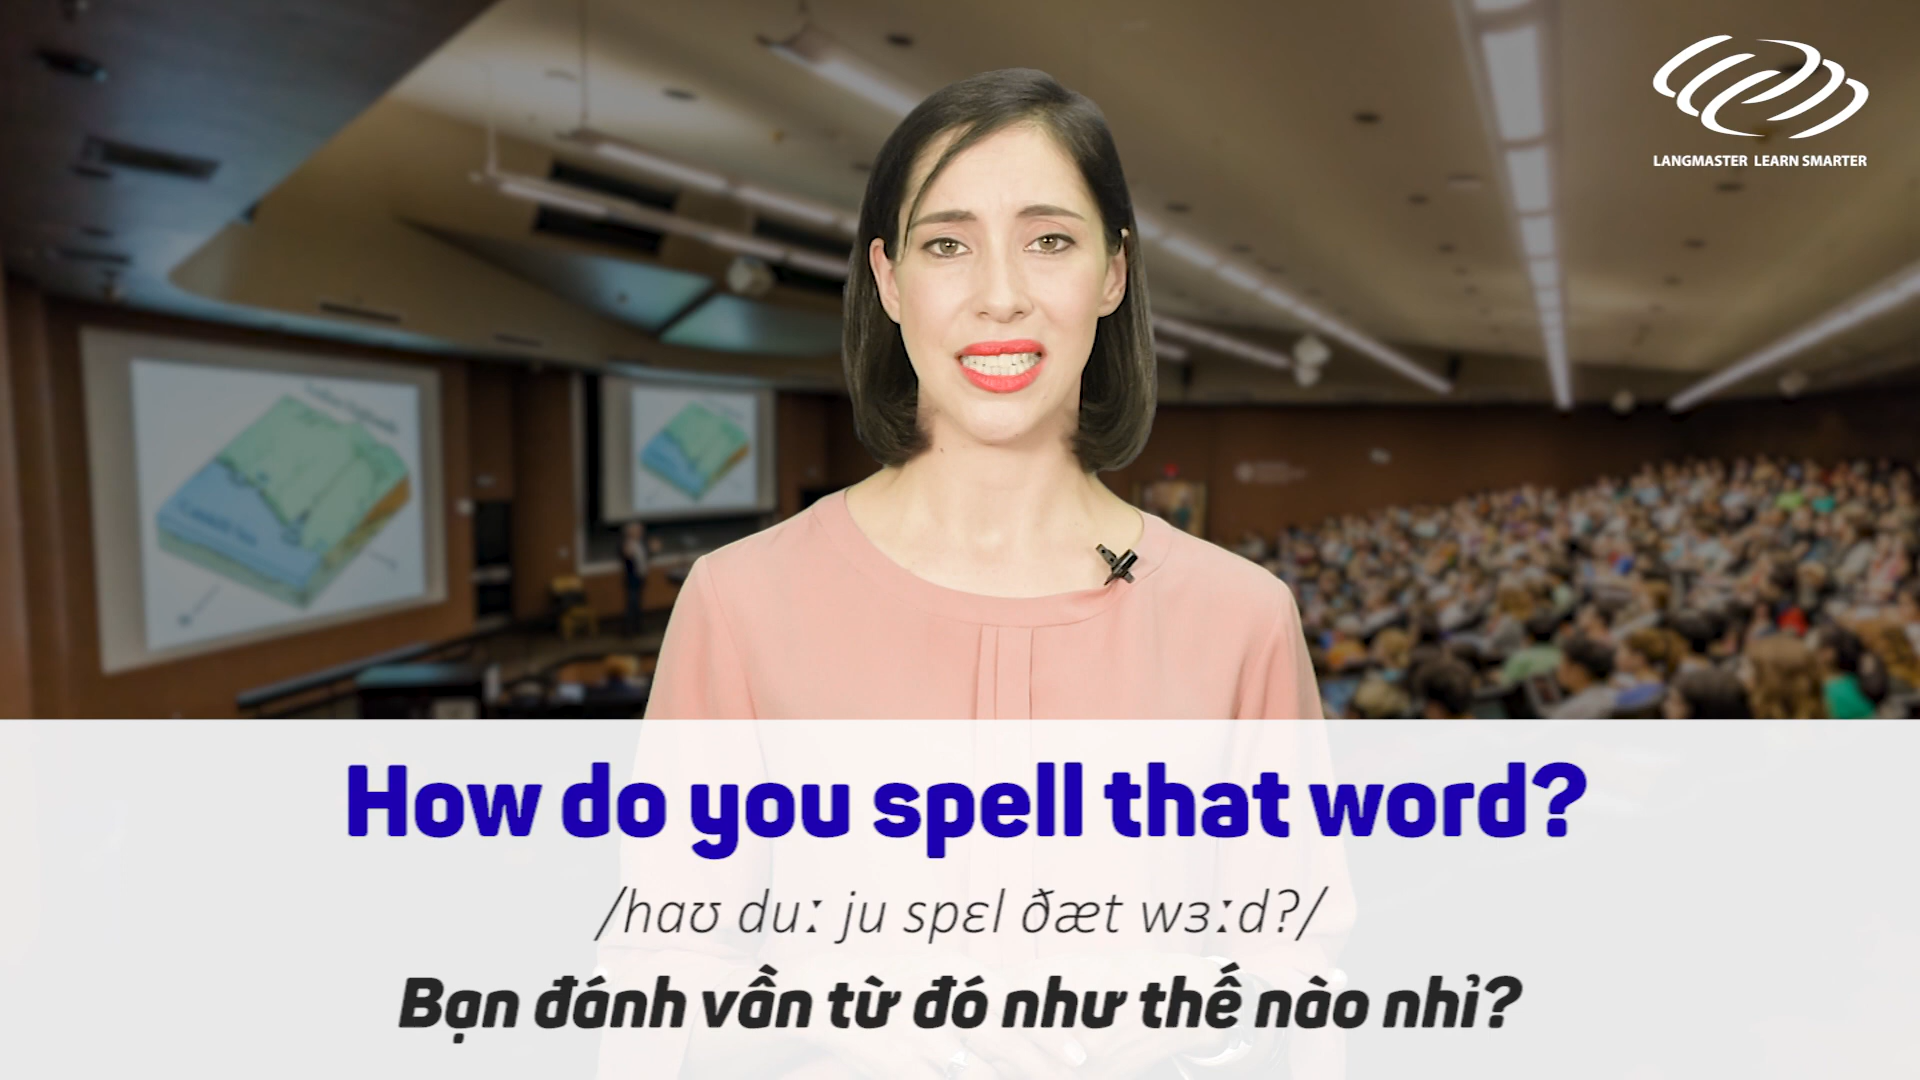 LANGMASTER LEARN SMARTER
How do you spell that word?
/haʊ duː ju spɛl ðæt wɜːd?/
Bạn đánh vần từ đó như thế nào nhỉ?